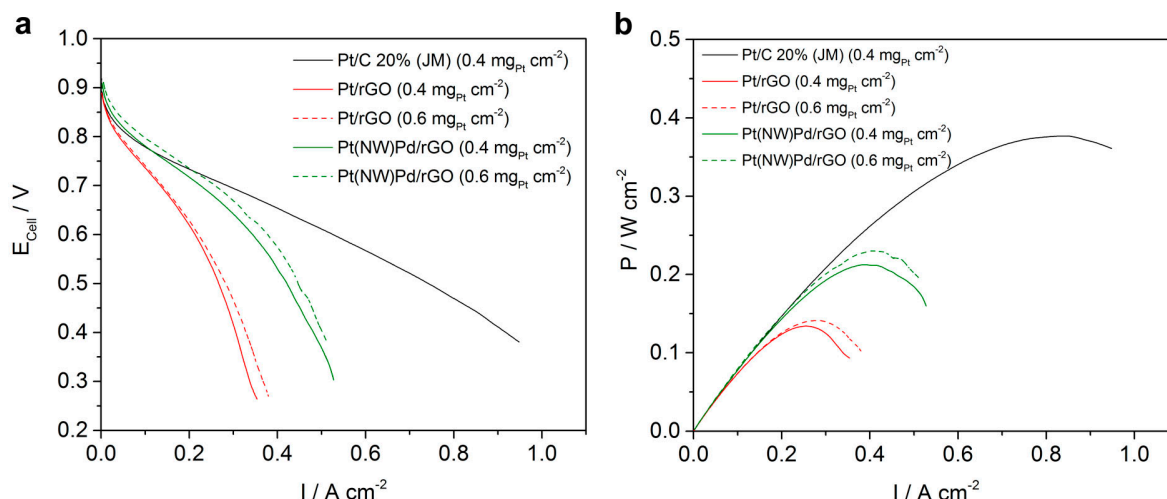 a
1.0
0.9
0.8
0.7
0.6
0.5
0.4
0.3
0.2
E_Cell / V
Pt/C 20% (JM) (0.4 mg_Pt cm⁻²)
Pt/rGO (0.4 mg_Pt cm⁻²)
Pt/rGO (0.6 mg_Pt cm⁻²)
Pt(NW)Pd/rGO (0.4 mg_Pt cm⁻²)
Pt(NW)Pd/rGO (0.6 mg_Pt cm⁻²)
0.0 0.2 0.4 0.6 0.8 1.0
I / A cm⁻²
b
0.5
0.4
0.3
0.2
0.1
0.0
P / W cm⁻²
Pt/C 20% (JM) (0.4 mg_Pt cm⁻²)
Pt/rGO (0.4 mg_Pt cm⁻²)
Pt/rGO (0.6 mg_Pt cm⁻²)
Pt(NW)Pd/rGO (0.4 mg_Pt cm⁻²)
Pt(NW)Pd/rGO (0.6 mg_Pt cm⁻²)
0.0 0.2 0.4 0.6 0.8 1.0
I / A cm⁻²